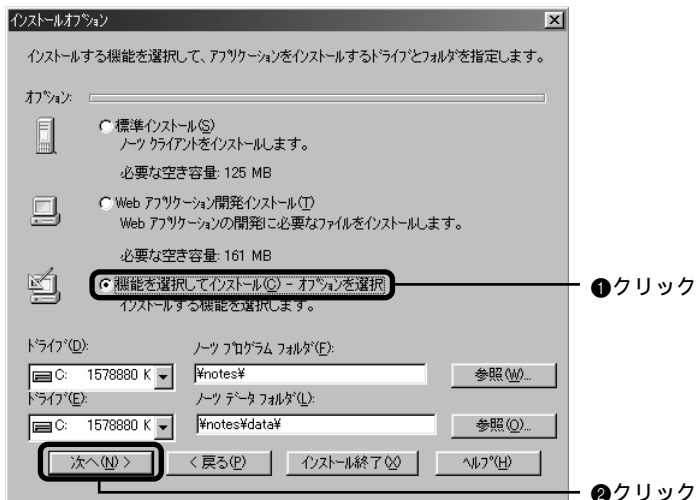 インストールオプション
インストールする機能を選択して、アプリケーションをインストールするドライブとフォルダを指定します。
オプション:
標準インストール(S)
ノーツ クライアントをインストールします。
必要な空き容量: 125 MB
Web アプリケーション開発インストール(T)
Web アプリケーションの開発に必要なファイルをインストールします。
必要な空き容量: 161 MB
機能を選択してインストール(C) - オプションを選択
❶クリック
インストールする機能を選択します。
ドライブ(D):
ノーツ プログラム フォルダ(F):
C: 1578880 K
¥notes¥
参照(W)...
ドライブ(E):
ノーツ データ フォルダ(L):
C: 1578880 K
¥notes¥data¥
参照(O)...
次へ(N) >
< 戻る(P)
インストール終了(X)
ヘルプ(H)
❷クリック